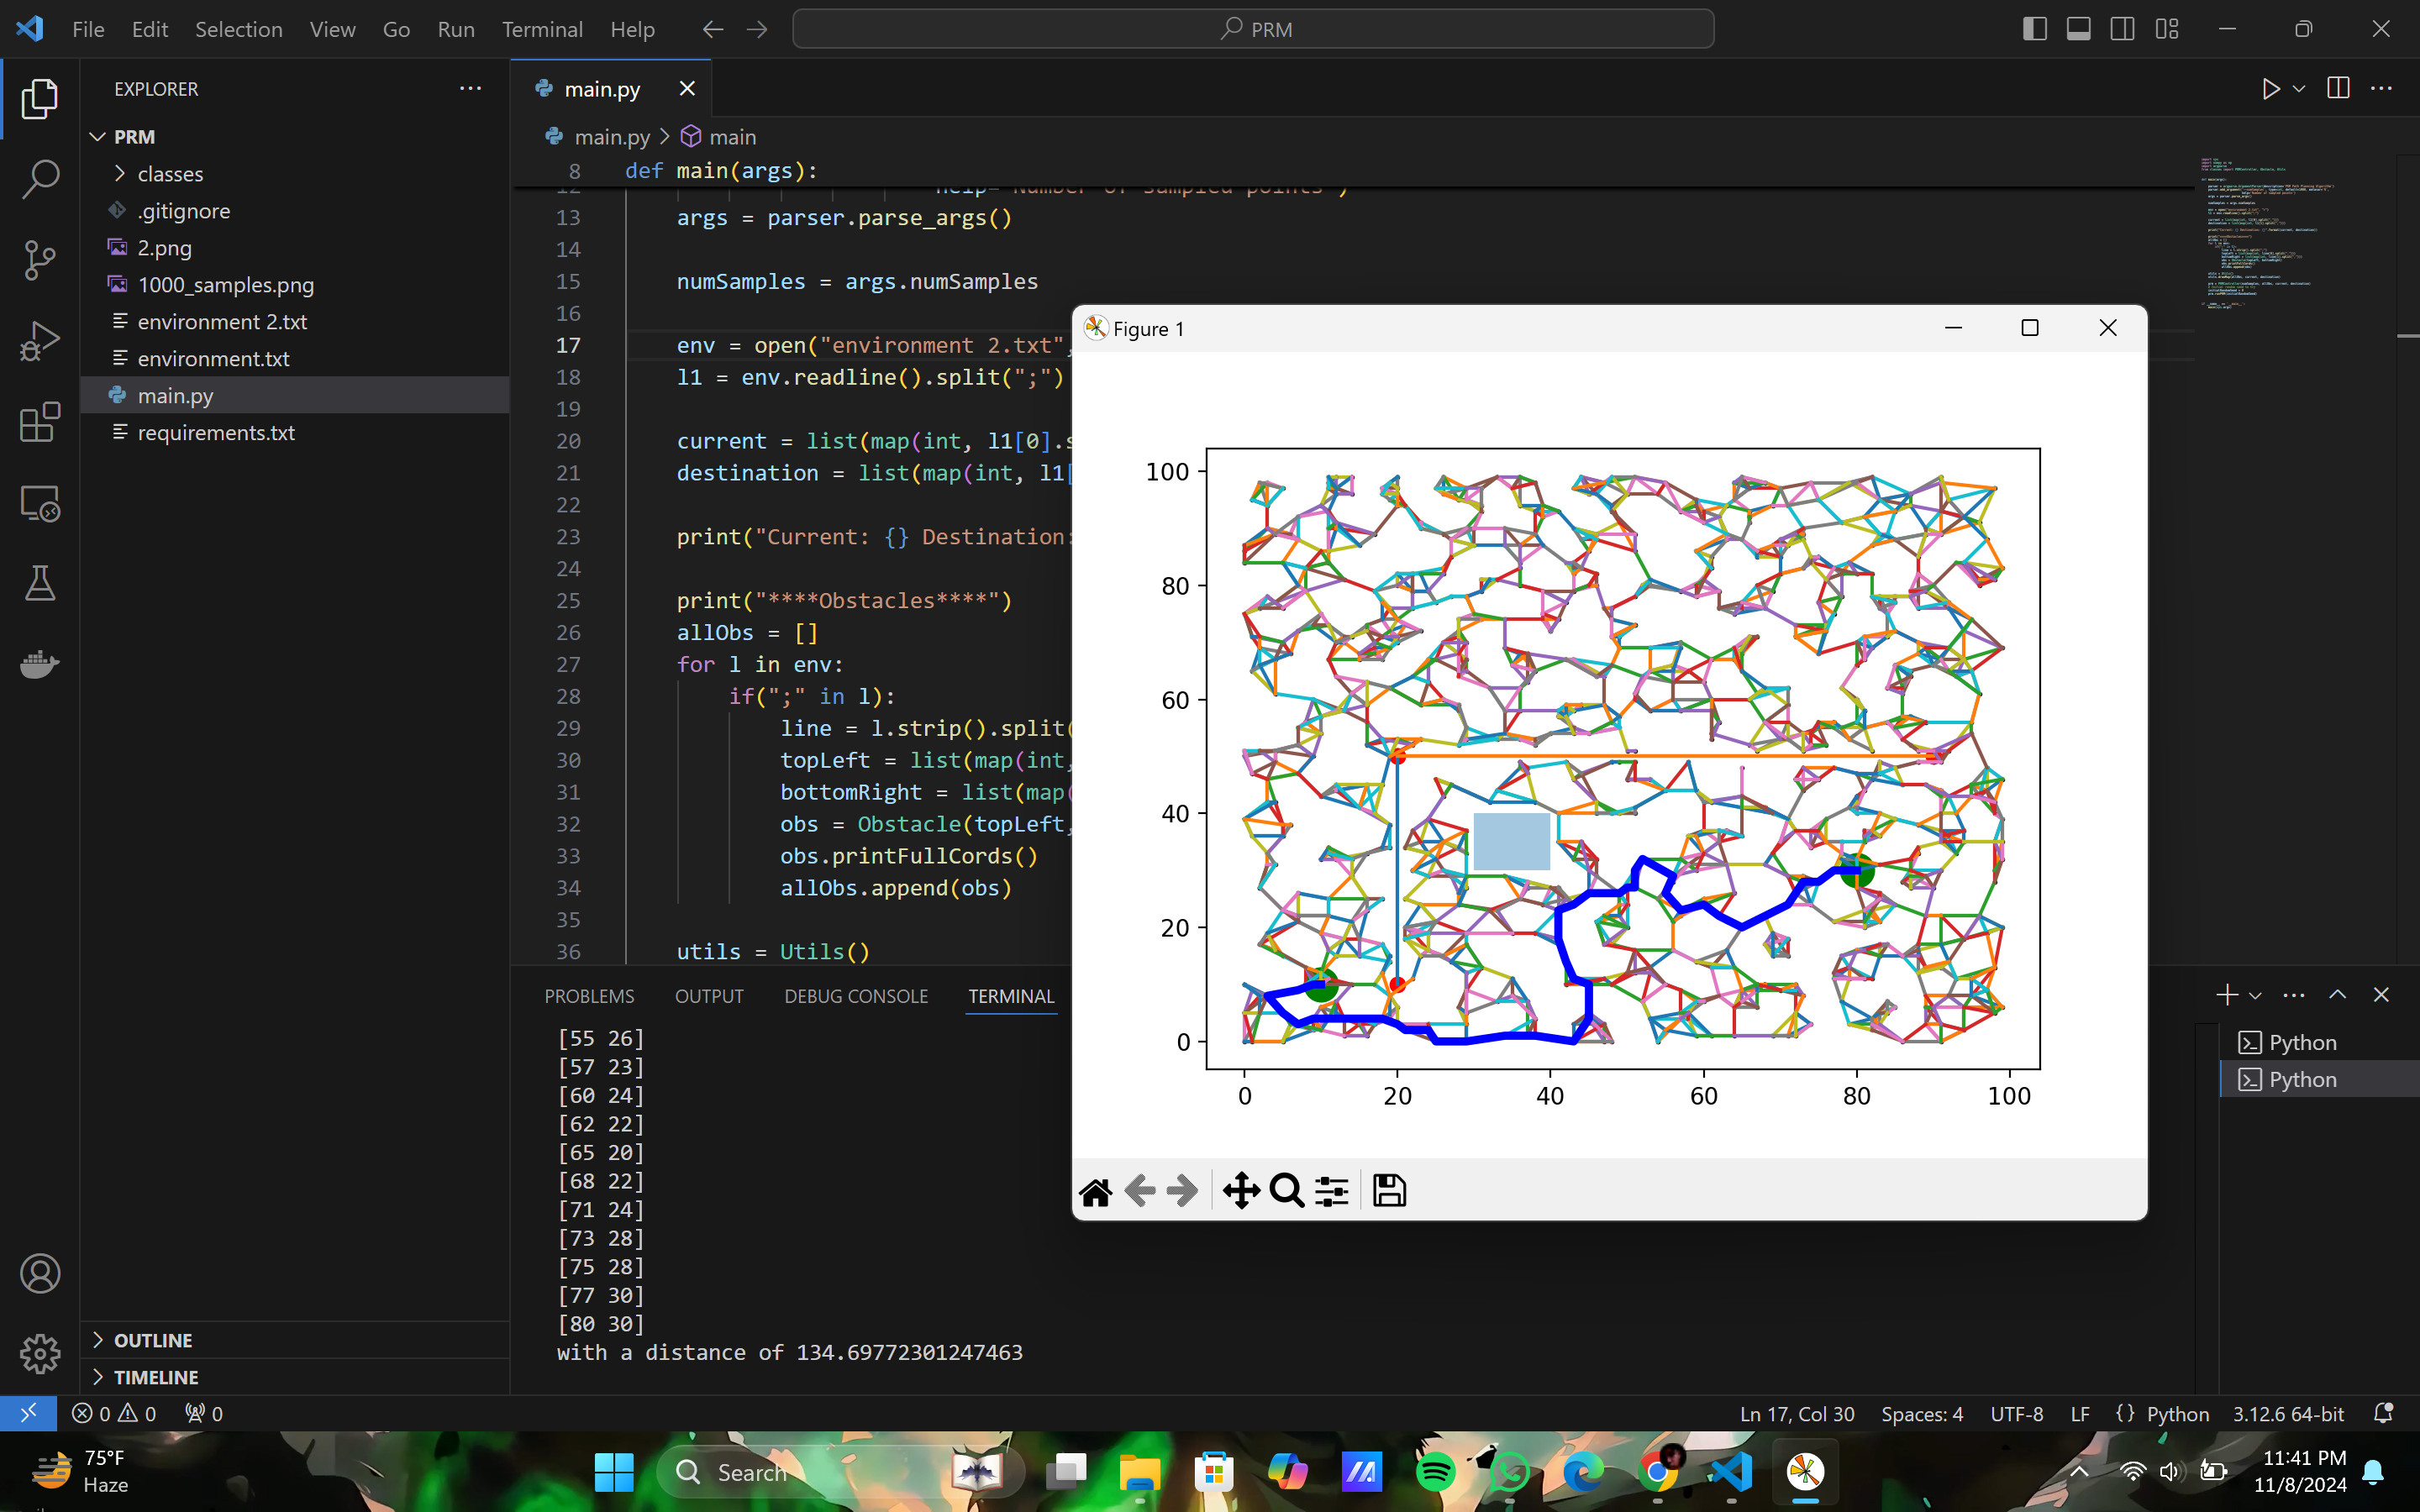 File Edit Selection View Go Run Terminal Help
PRM
EXPLORER
PRM
classes
.gitignore
2.png
1000_samples.png
environment 2.txt
environment.txt
main.py
requirements.txt
OUTLINE
TIMELINE
main.py
main.py > main
8 def main(args):
12 help="Number of sampled points")
13 args = parser.parse_args()
14
15 numSamples = args.numSamples
16
17 env = open("environment 2.txt",
18 l1 = env.readline().split(";")
19
20 current = list(map(int, l1[0].s
21 destination = list(map(int, l1[
22
23 print("Current: {} Destination:
24
25 print("****Obstacles****")
26 allObs = []
27 for l in env:
28 if(";" in l):
29 line = l.strip().split(
30 topLeft = list(map(int,
31 bottomRight = list(map(
32 obs = Obstacle(topLeft,
33 obs.printFullCords()
34 allObs.append(obs)
35
36 utils = Utils()
Figure 1
100
80
60
40
20
0
0 20 40 60 80 100
PROBLEMS OUTPUT DEBUG CONSOLE TERMINAL
[55 26]
[57 23]
[60 24]
[62 22]
[65 20]
[68 22]
[71 24]
[73 28]
[75 28]
[77 30]
[80 30]
with a distance of 134.69772301247463
Python
Python
0 0 0
Ln 17, Col 30 Spaces: 4 UTF-8 LF {} Python 3.12.6 64-bit
75°F
Haze
Search
11:41 PM
11/8/2024